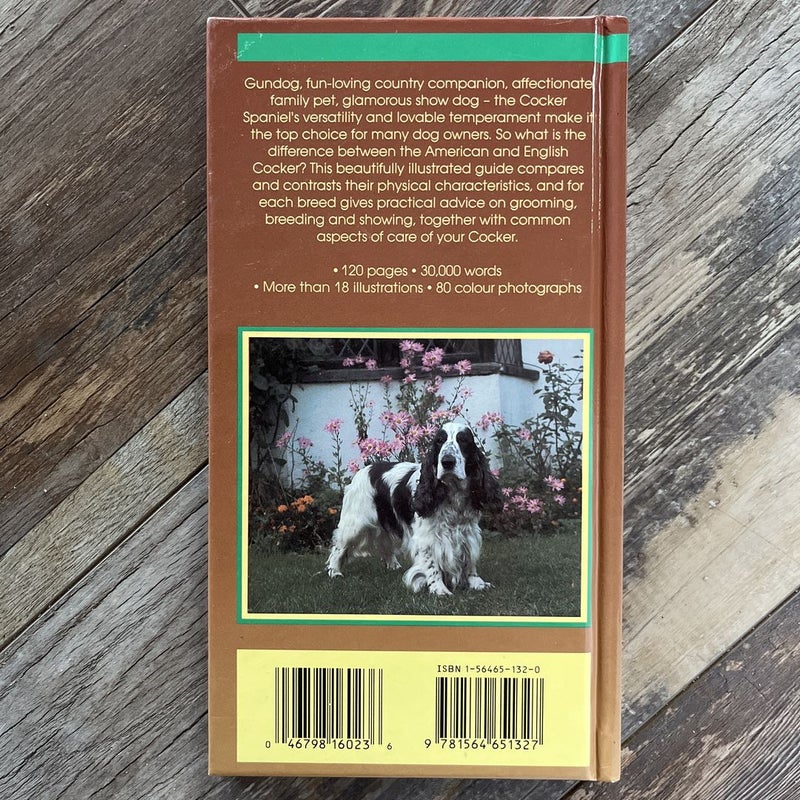 Gundog, fun-loving country companion, affectionate
family pet, glamorous show dog – the Cocker
Spaniel's versatility and lovable temperament make it
the top choice for many dog owners. So what is the
difference between the American and English
Cocker? This beautifully illustrated guide compares
and contrasts their physical characteristics, and for
each breed gives practical advice on grooming,
breeding and showing, together with common
aspects of care of your Cocker.
• 120 pages • 30,000 words
• More than 18 illustrations • 80 colour photographs
ISBN 1-56465-132-0
0 46798 16023 6
9 781564 651327